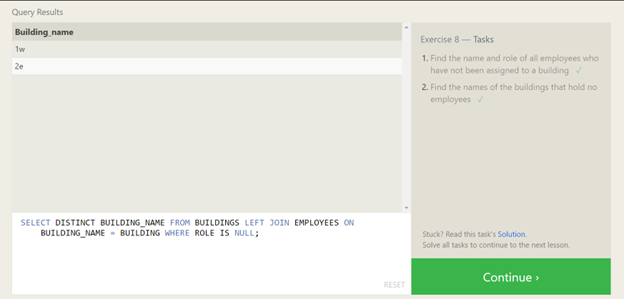 Query Results
Building_name
1w
2e
SELECT DISTINCT BUILDING_NAME FROM BUILDINGS LEFT JOIN EMPLOYEES ON
BUILDING_NAME = BUILDING WHERE ROLE IS NULL;
RESET
Exercise 8 — Tasks
1. Find the name and role of all employees who
have not been assigned to a building ✓
2. Find the names of the buildings that hold no
employees ✓
Stuck? Read this task's Solution.
Solve all tasks to continue to the next lesson.
Continue ›